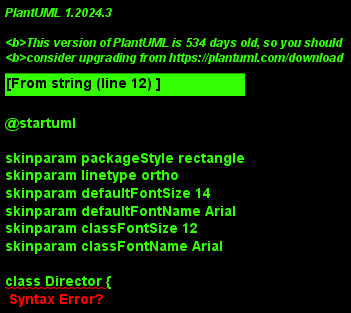 PlantUML 1.2024.3
<b>This version of PlantUML is 534 days old, so you should
<b>consider upgrading from https://plantuml.com/download
[From string (line 12) ]
@startuml
skinparam packageStyle rectangle
skinparam linetype ortho
skinparam defaultFontSize 14
skinparam defaultFontName Arial
skinparam classFontSize 12
skinparam classFontName Arial
class Director {
Syntax Error?